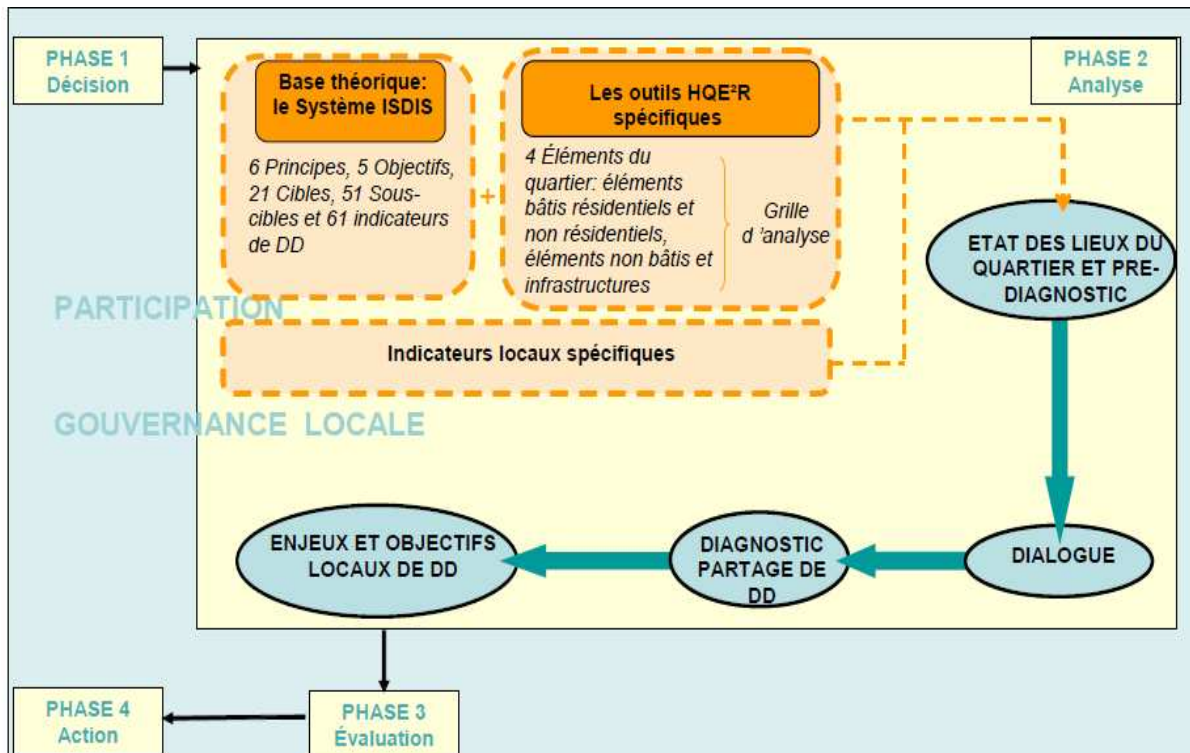 PHASE 1
Décision
PHASE 2
Analyse
Base théorique:
le Système ISDIS
6 Principes, 5 Objectifs,
21 Cibles, 51 Sous-
cibles et 61 indicateurs
de DD
+
Les outils HQE²R
spécifiques
4 Éléments du
quartier: éléments
bâtis résidentiels et
non résidentiels,
éléments non bâtis et
infrastructures
Grille
d ’analyse
ETAT DES LIEUX DU
QUARTIER ET PRE-
DIAGNOSTIC
PARTICIPATION
Indicateurs locaux spécifiques
GOUVERNANCE LOCALE
ENJEUX ET OBJECTIFS
LOCAUX DE DD
DIAGNOSTIC
PARTAGE DE
DD
DIALOGUE
PHASE 4
Action
PHASE 3
Évaluation